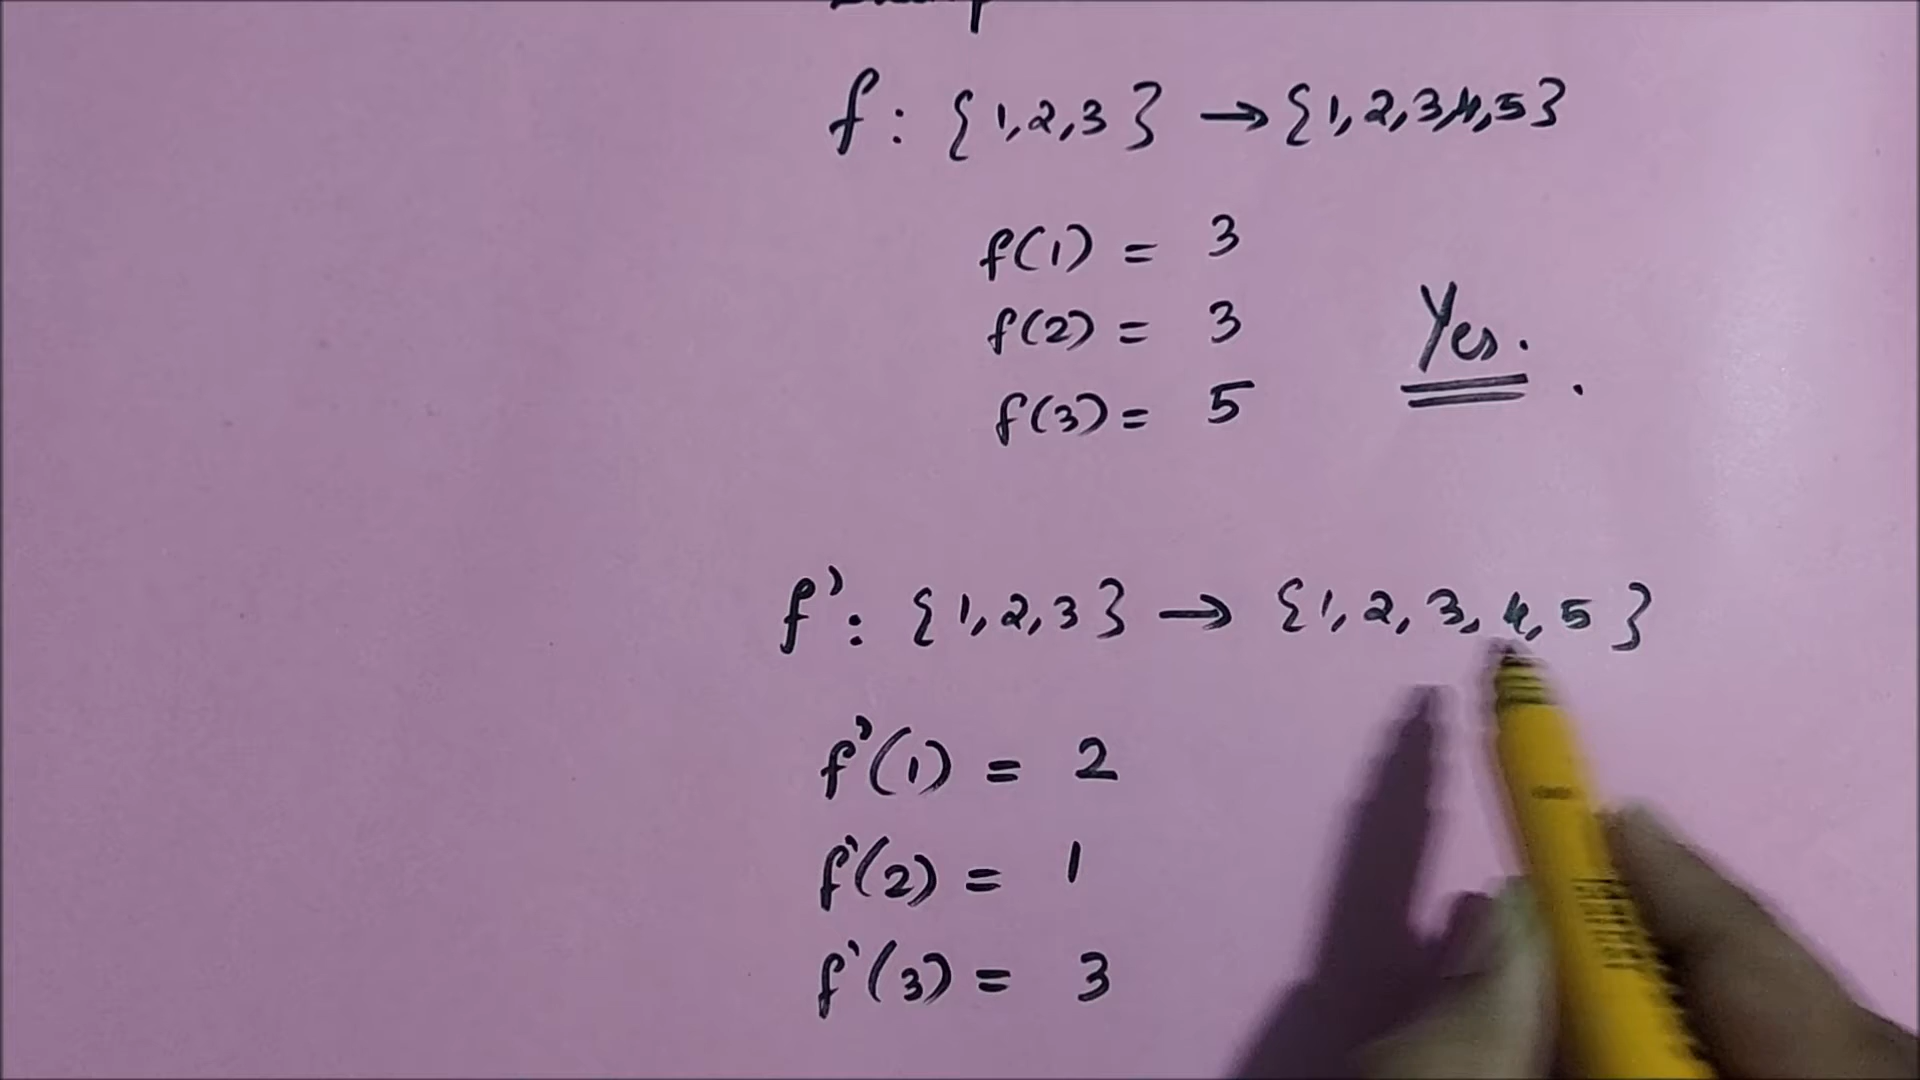 f: {1,2,3} → {1,2,3,4,5}
f(1) = 3
f(2) = 3
Yes.
f(3) = 5
f': {1,2,3} → {1,2,3,4,5}
f'(1) = 2
f'(2) = 1
f'(3) = 3